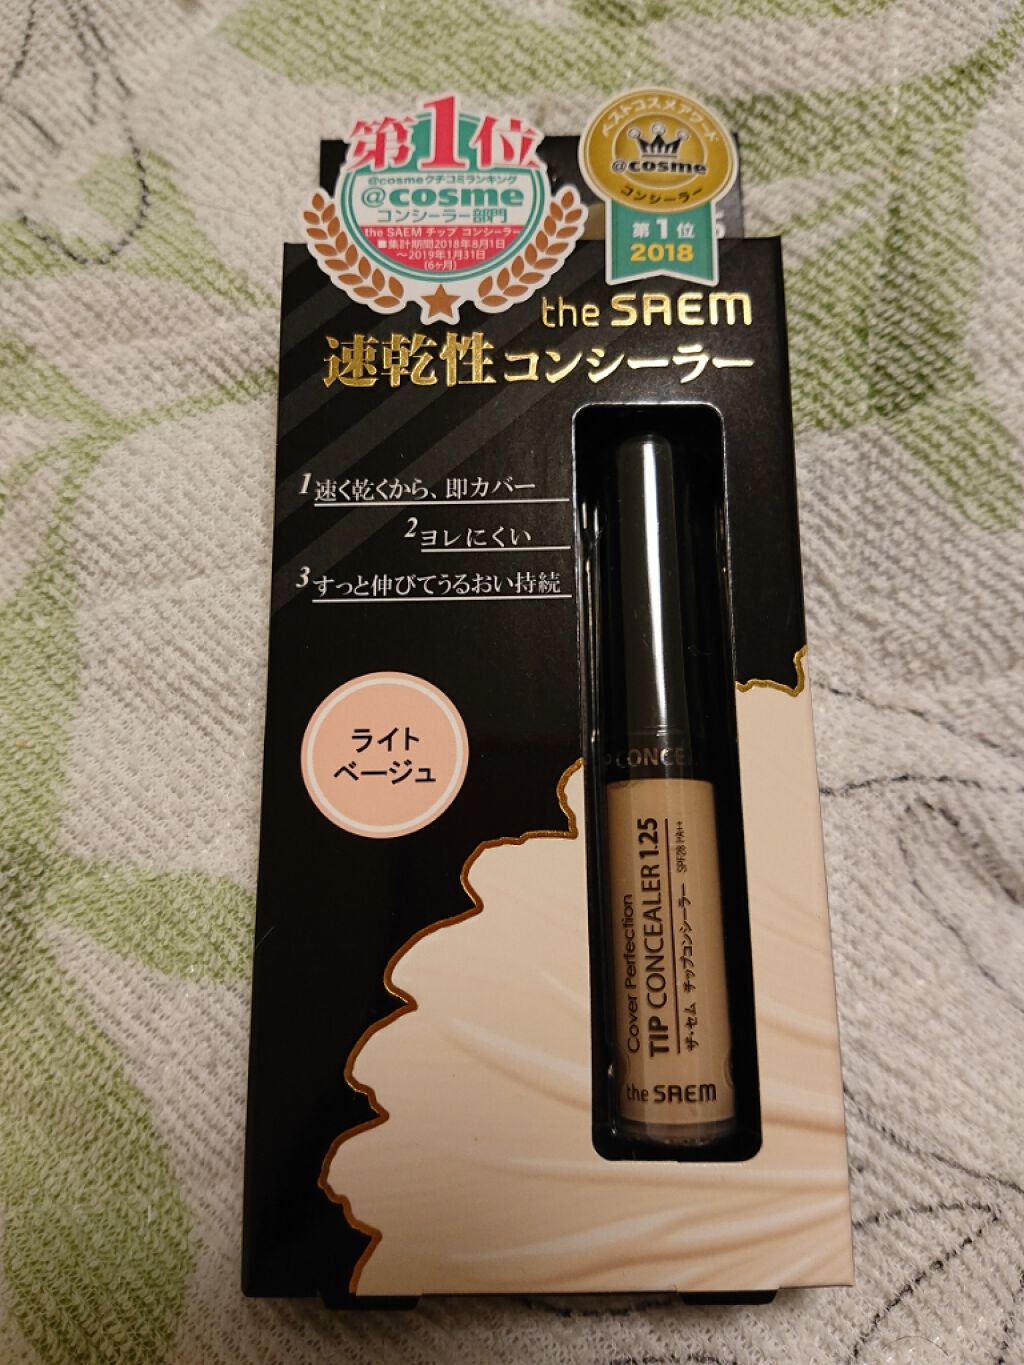 第1位
@cosmeクチコミランキング
@cosme
コンシーラー部門
the SAEM チップ コンシーラー
■集計期間2018年8月1日
～2019年1月31日
(6ヶ月)
ベストコスメアワード
@cosme
コンシーラー
第1位
2018
the SAEM
速乾性コンシーラー
1 速く乾くから、即カバー
2 ヨレにくい
3 すっと伸びてうるおい持続
ライト
ベージュ
P CONCE
Cover Perfection
TIP CONCEALER 1.25
ザ・セム チップコンシーラー SPF28 PA++
the SAEM